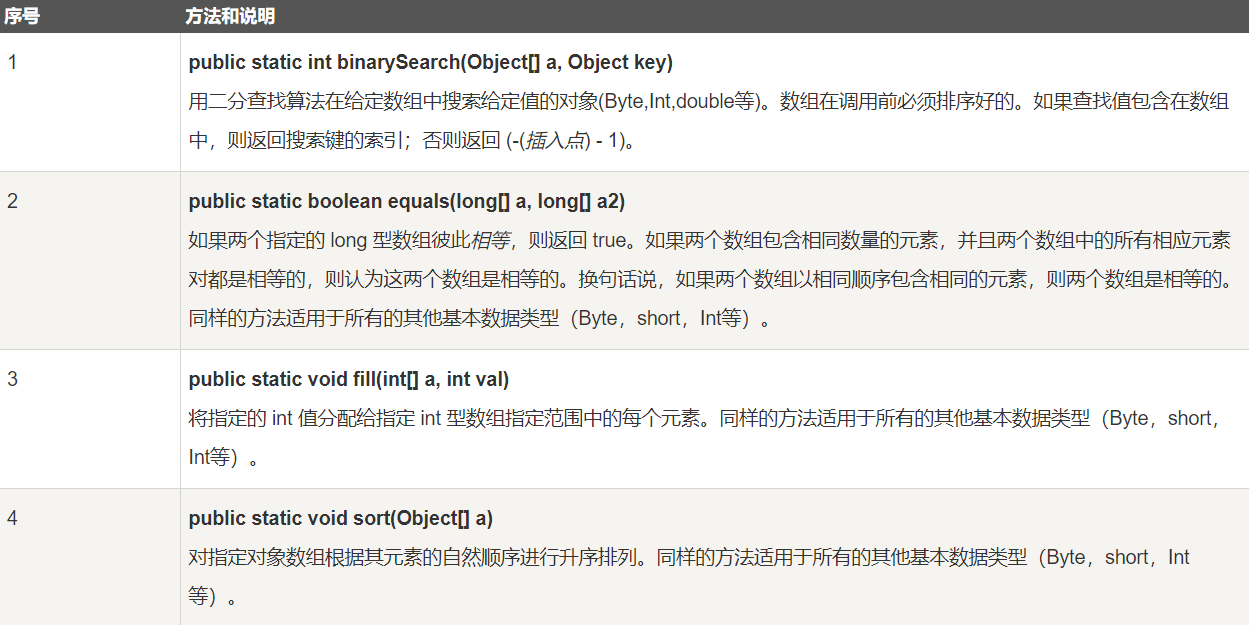 序号 方法和说明
1 public static int binarySearch(Object[] a, Object key)
用二分查找算法在给定数组中搜索给定值的对象(Byte,Int,double等)。数组在调用前必须排序好的。如果查找值包含在数组
中，则返回搜索键的索引；否则返回 (-(插入点) - 1)。
2 public static boolean equals(long[] a, long[] a2)
如果两个指定的 long 型数组彼此相等，则返回 true。如果两个数组包含相同数量的元素，并且两个数组中的所有相应元素
对都是相等的，则认为这两个数组是相等的。换句话说，如果两个数组以相同顺序包含相同的元素，则两个数组是相等的。
同样的方法适用于所有的其他基本数据类型（Byte，short，Int等）。
3 public static void fill(int[] a, int val)
将指定的 int 值分配给指定 int 型数组指定范围中的每个元素。同样的方法适用于所有的其他基本数据类型（Byte，short，
Int等）。
4 public static void sort(Object[] a)
对指定对象数组根据其元素的自然顺序进行升序排列。同样的方法适用于所有的其他基本数据类型（Byte，short，Int
等）。